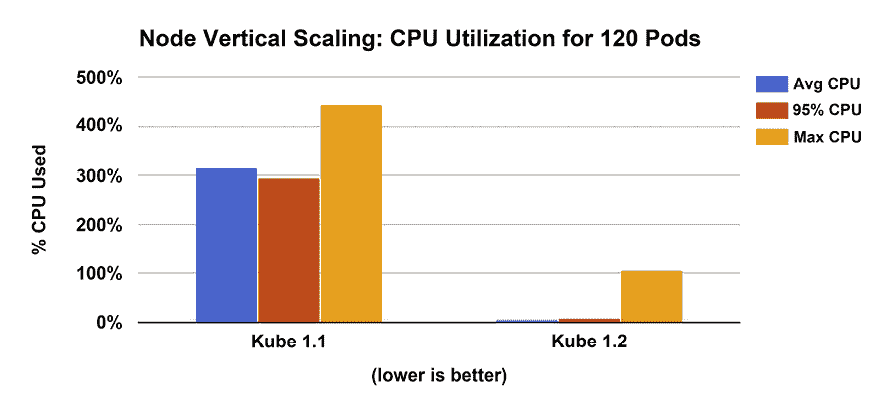 Node Vertical Scaling: CPU Utilization for 120 Pods
% CPU Used
500%
400%
300%
200%
100%
0%
Kube 1.1
Kube 1.2
(lower is better)
Avg CPU
95% CPU
Max CPU